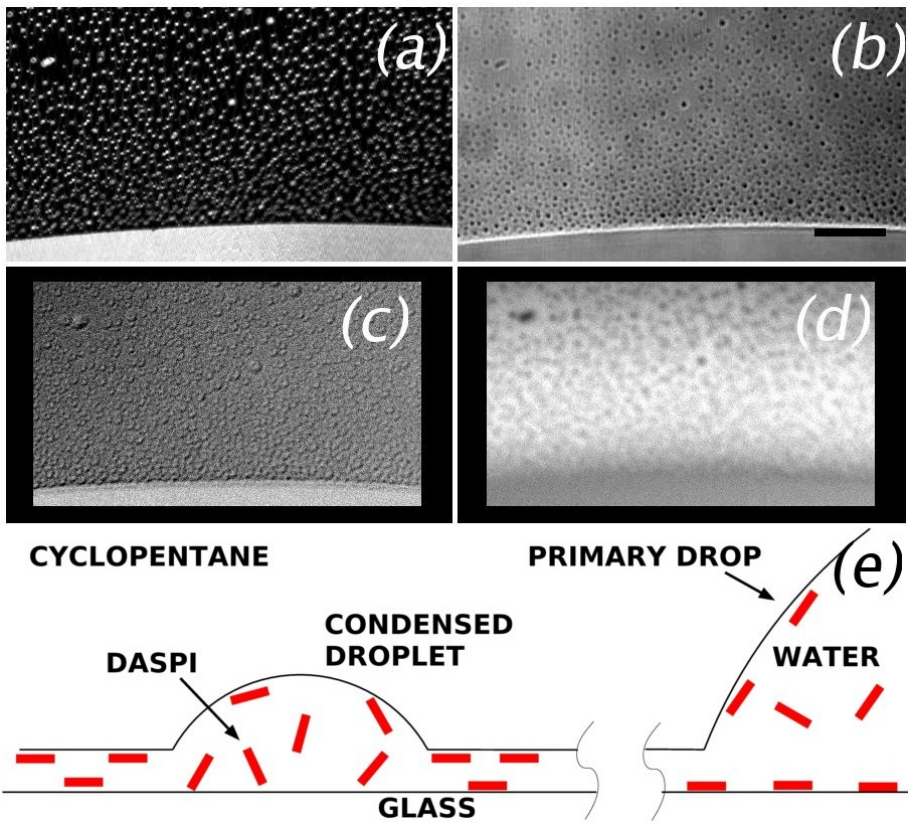 (a)
(b)
(c)
(d)
(e)
CYCLOPENTANE
PRIMARY DROP
CONDENSED
DROPLET
DASPI
WATER
GLASS